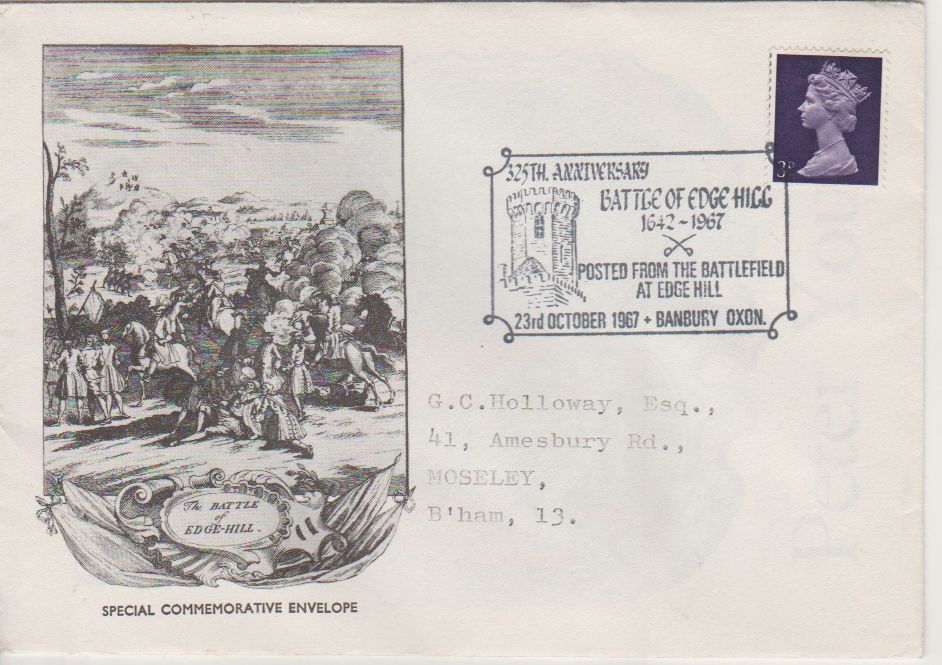 3D
325TH. ANNIVERSARY
BATTLE OF EDGE HILL
1642~1967
POSTED FROM THE BATTLEFIELD
AT EDGE HILL
23rd OCTOBER 1967 + BANBURY OXON.
G.C.Holloway, Esq.,
41, Amesbury Rd.,
MOSELEY,
B'ham, 13.
The BATTLE
of
EDGE-HILL.
SPECIAL COMMEMORATIVE ENVELOPE